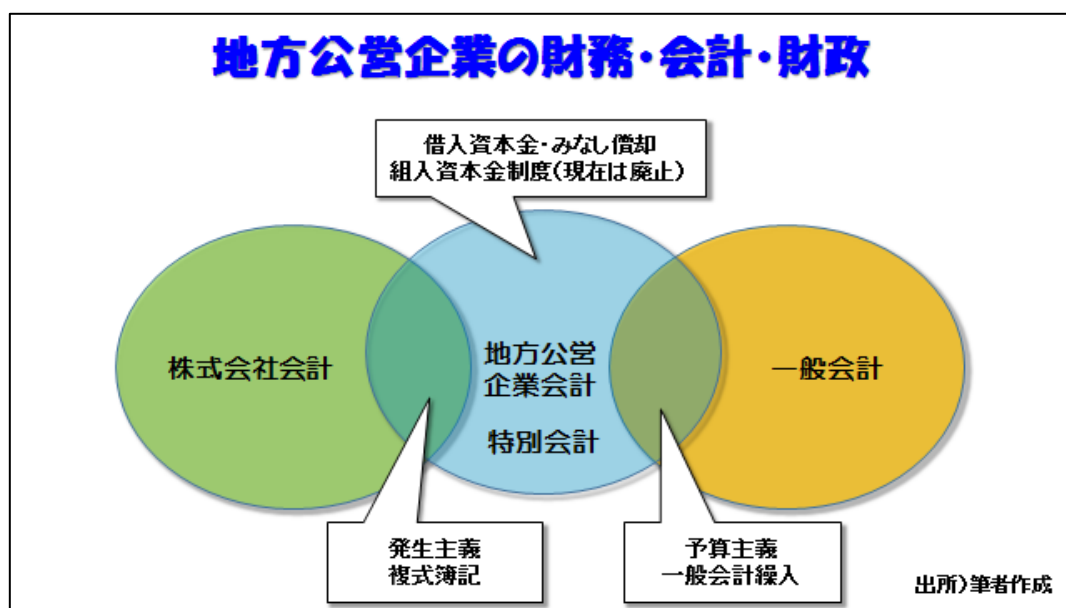 地方公営企業の財務・会計・財政
借入資本金・みなし償却
組入資本金制度(現在は廃止)
株式会社会計
地方公営
企業会計
特別会計
一般会計
発生主義
複式簿記
予算主義
一般会計繰入
出所)筆者作成